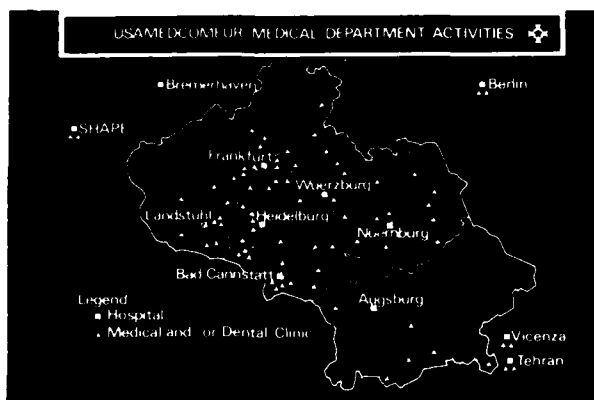 USAMEDCOMEUR MEDICAL DEPARTMENT ACTIVITIES
Bremerhaven
Berlin
SHAPE
Frankfurt
Wuerzburg
Landstuhl
Heidelburg
Nuernburg
Bad Cannstatt
Augsburg
Legend
Hospital
Medical and or Dental Clinic
Vicenza
Tehran